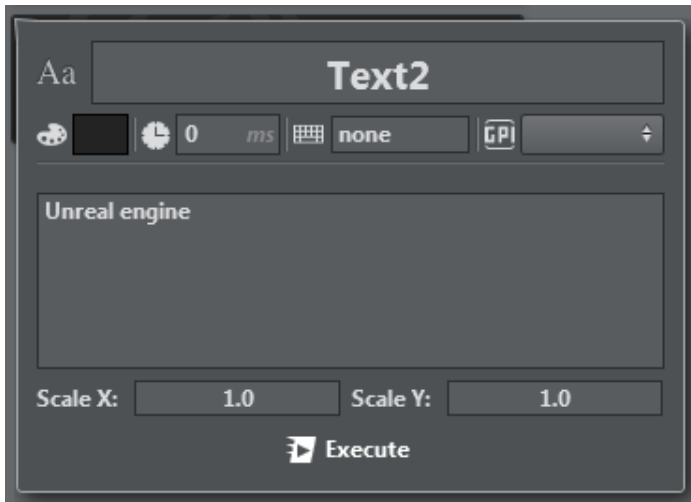 Aa Text2
0 ms none GPI
Unreal engine
Scale X: 1.0 Scale Y: 1.0
Execute